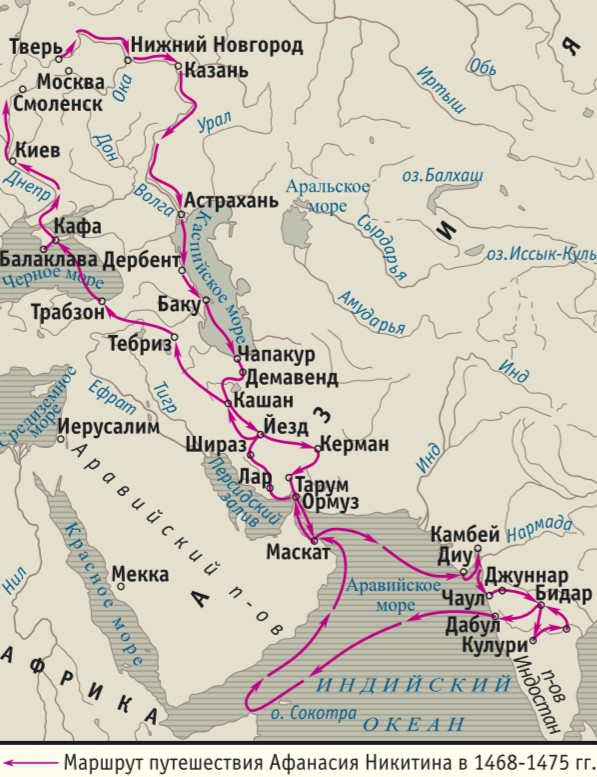 Я
Тверь
Нижний Новгород
Казань
Москва
Ока
Смоленск
Обь
Иртыш
Урал
Дон
Киев
Днепр
Волга
Астрахань
оз.Балхаш
Аральское
море
Сырдарья
И
оз.Иссык-Куль
Кафа
Каспийское море
Балаклава
Дербент
Черное море
Баку
Трабзон
Амударья
Тебриз
Чапакур
Демавенд
Инд
Средиземное
море
Ефрат
Тигр
Кашан
З
Иерусалим
Йезд
Шираз
Керман
Инд
Лар
Тарум
Ормуз
Персидский
залив
Аравийский п-ов
Маскат
Красное море
Камбей
Нармада
Диу
Нил
Мекка
А
Аравийское
море
Джуннар
Чаул
Бидар
Дабул
Кулури
п-ов
Индостан
АФРИКА
ИНДИЙСКИЙ
о. Сокотра
ОКЕАН
Маршрут путешествия Афанасия Никитина в 1468-1475 гг.